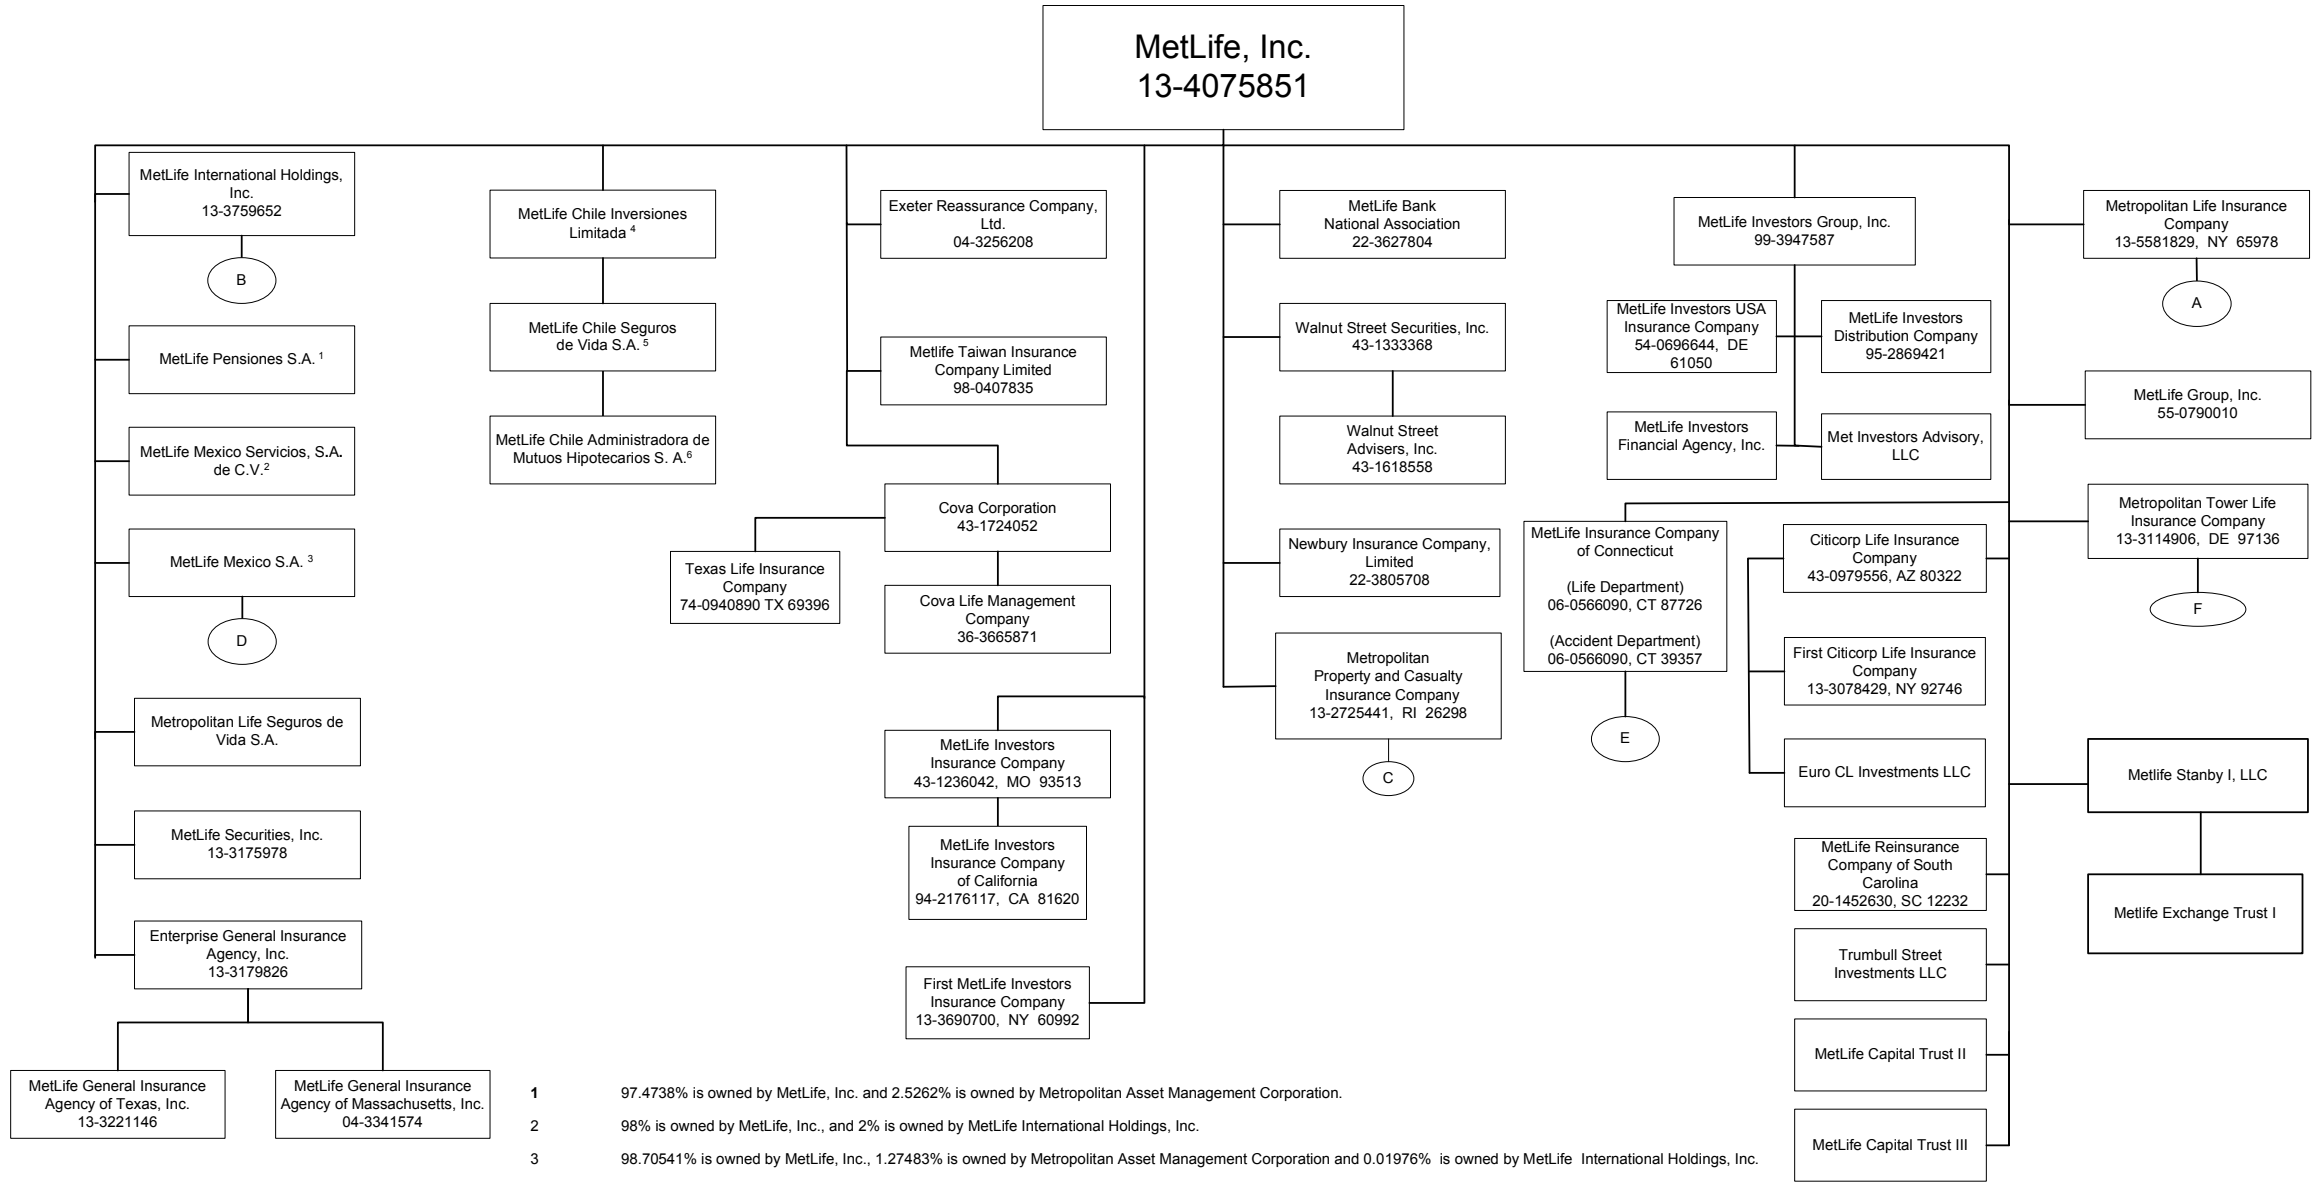 MetLife, Inc.
13-4075851
MetLife International Holdings,
Inc.
13-3759652
B
MetLife Pensiones S.A. 1
MetLife Mexico Servicios, S.A.
de C.V.2
MetLife Mexico S.A. 3
D
Metropolitan Life Seguros de
Vida S.A.
MetLife Securities, Inc.
13-3175978
Enterprise General Insurance
Agency, Inc.
13-3179826
MetLife General Insurance
Agency of Texas, Inc.
13-3221146
MetLife General Insurance
Agency of Massachusetts, Inc.
04-3341574
MetLife Chile Inversiones
Limitada 4
MetLife Chile Seguros
de Vida S.A. 5
MetLife Chile Administradora de
Mutuos Hipotecarios S. A.6
Exeter Reassurance Company,
Ltd.
04-3256208
Metlife Taiwan Insurance
Company Limited
98-0407835
Cova Corporation
43-1724052
Texas Life Insurance
Company
74-0940890 TX 69396
Cova Life Management
Company
36-3665871
MetLife Investors
Insurance Company
43-1236042, MO 93513
MetLife Investors
Insurance Company
of California
94-2176117, CA 81620
First MetLife Investors
Insurance Company
13-3690700, NY 60992
MetLife Bank
National Association
22-3627804
Walnut Street Securities, Inc.
43-1333368
Walnut Street
Advisers, Inc.
43-1618558
Newbury Insurance Company,
Limited
22-3805708
Metropolitan
Property and Casualty
Insurance Company
13-2725441, RI 26298
C
MetLife Investors Group, Inc.
99-3947587
MetLife Investors USA
Insurance Company
54-0696644, DE
61050
MetLife Investors
Distribution Company
95-2869421
MetLife Investors
Financial Agency, Inc.
Met Investors Advisory,
LLC
MetLife Insurance Company
of Connecticut
(Life Department)
06-0566090, CT 87726
(Accident Department)
06-0566090, CT 39357
E
Citicorp Life Insurance
Company
43-0979556, AZ 80322
First Citicorp Life Insurance
Company
13-3078429, NY 92746
Euro CL Investments LLC
MetLife Reinsurance
Company of South
Carolina
20-1452630, SC 12232
Trumbull Street
Investments LLC
MetLife Capital Trust II
MetLife Capital Trust III
Metropolitan Life Insurance
Company
13-5581829, NY 65978
A
MetLife Group, Inc.
55-0790010
Metropolitan Tower Life
Insurance Company
13-3114906, DE 97136
F
Metlife Stanby I, LLC
Metlife Exchange Trust I
1 97.4738% is owned by MetLife, Inc. and 2.5262% is owned by Metropolitan Asset Management Corporation.
2 98% is owned by MetLife, Inc., and 2% is owned by MetLife International Holdings, Inc.
3 98.70541% is owned by MetLife, Inc., 1.27483% is owned by Metropolitan Asset Management Corporation and 0.01976% is owned by MetLife International Holdings, Inc.